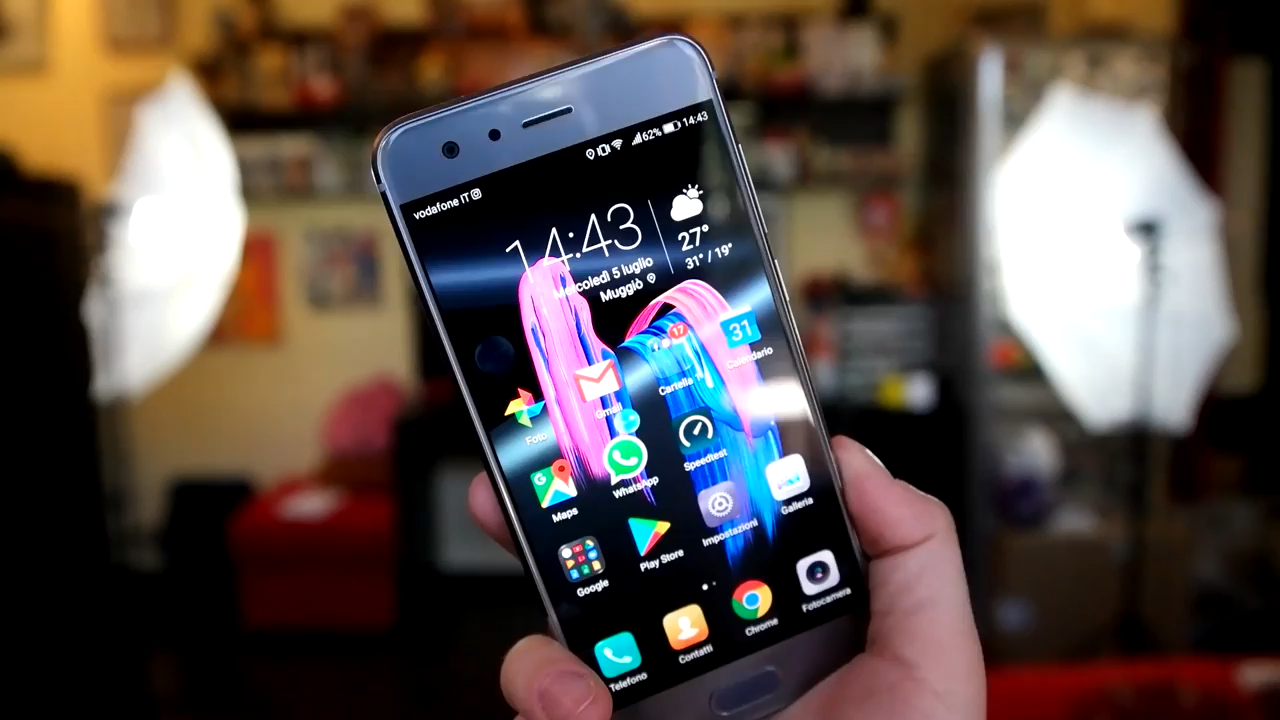 vodafone IT
62% 14:43
14:43
Mercoledì 5 luglio
Muggiò
27°
31° / 19°
17
31
Calendario
Cartella
Gmail
Foto
Speedtest
WhatsApp
Maps
G
Galleria
Impostazioni
Play Store
Google
Fotocamera
Chrome
Contatti
Telefono